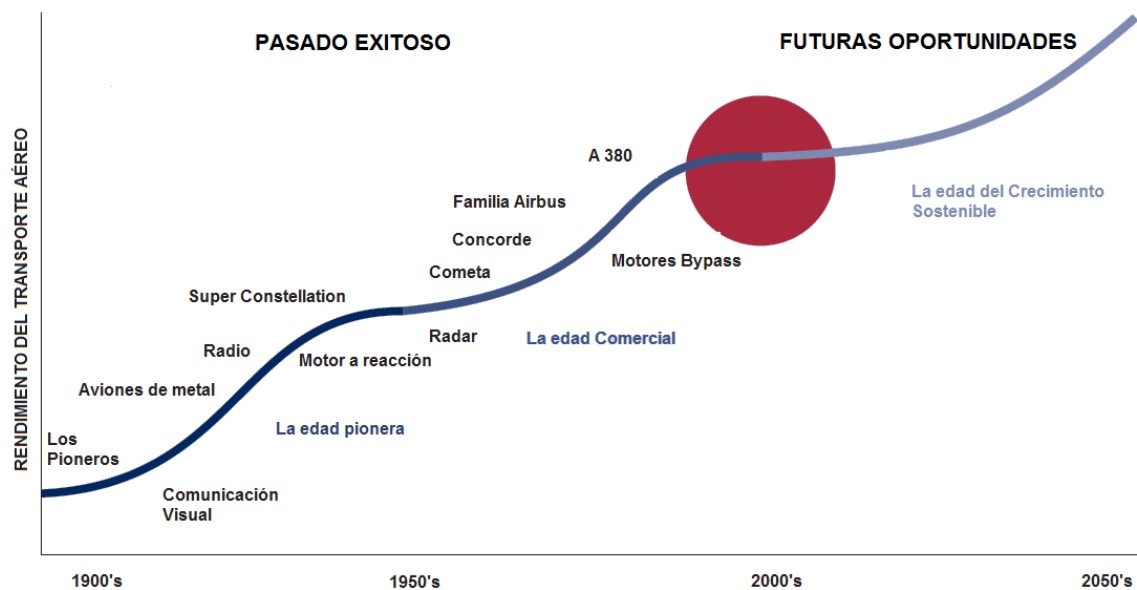 PASADO EXITOSO
FUTURAS OPORTUNIDADES
RENDIMIENTO DEL TRANSPORTE AÉREO
A 380
La edad del Crecimiento
Sostenible
Familia Airbus
Concorde
Motores Bypass
Cometa
Super Constellation
Radar
La edad Comercial
Radio
Motor a reacción
Aviones de metal
La edad pionera
Los
Pioneros
Comunicación
Visual
1900's
1950's
2000's
2050's